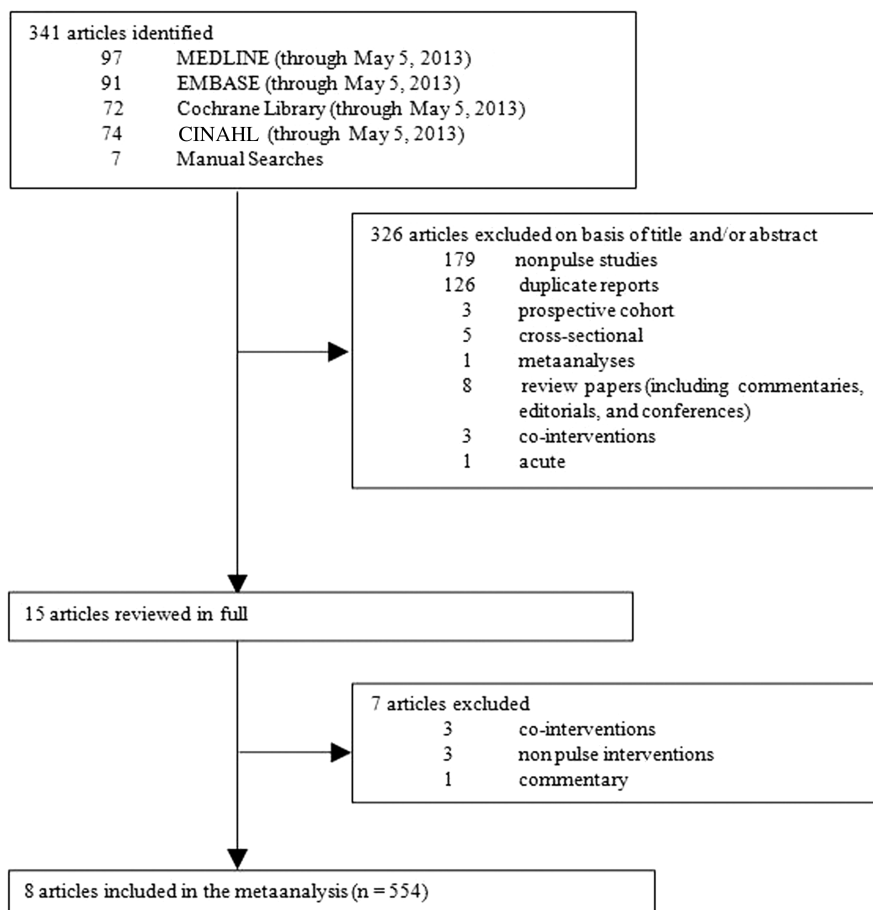 341 articles identified
97 MEDLINE (through May 5, 2013)
91 EMBASE (through May 5, 2013)
72 Cochrane Library (through May 5, 2013)
74 CINAHL (through May 5, 2013)
7 Manual Searches
326 articles excluded on basis of title and/or abstract
179 nonpulse studies
126 duplicate reports
3 prospective cohort
5 cross-sectional
1 metaanalyses
8 review papers (including commentaries,
editorials, and conferences)
3 co-interventions
1 acute
15 articles reviewed in full
7 articles excluded
3 co-interventions
3 nonpulse interventions
1 commentary
8 articles included in the metaanalysis (n = 554)